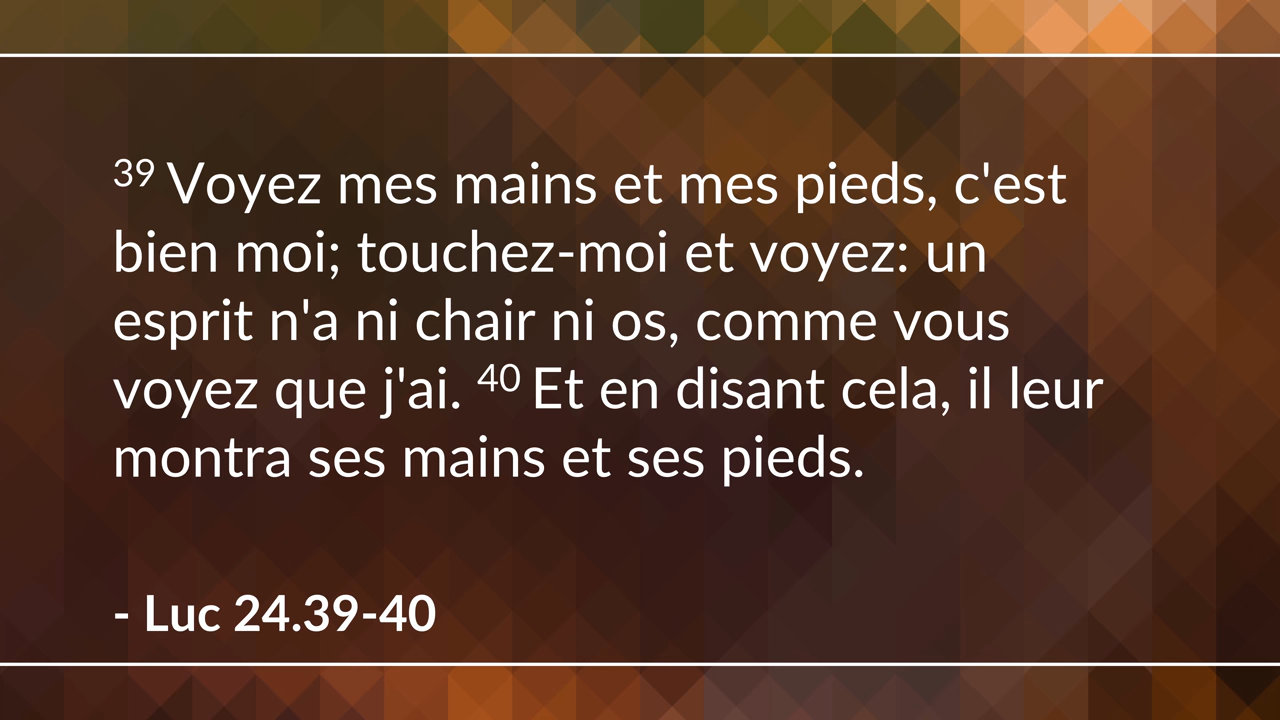 39 Voyez mes mains et mes pieds, c'est
bien moi; touchez-moi et voyez: un
esprit n'a ni chair ni os, comme vous
voyez que j'ai. 40 Et en disant cela, il leur
montra ses mains et ses pieds.
- Luc 24.39-40